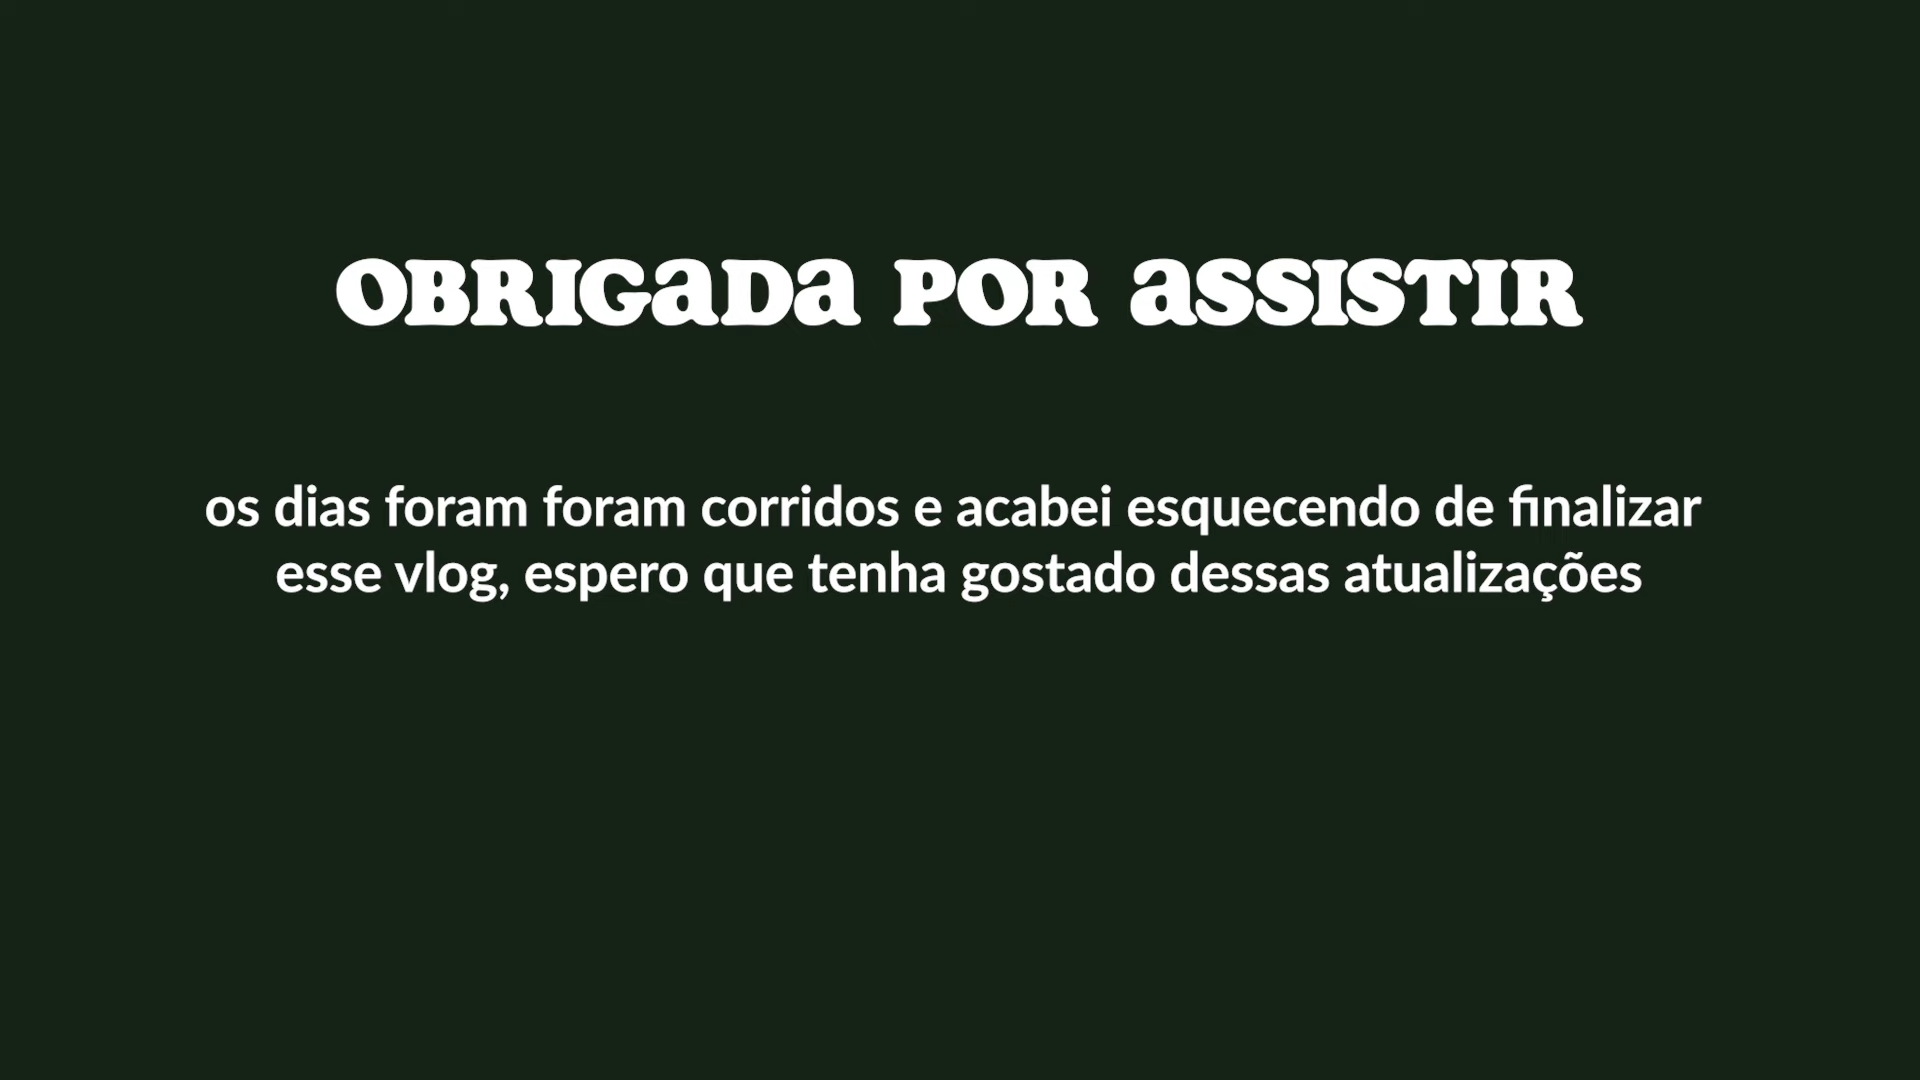 OBRIGADA POR ASSISTIR
os dias foram foram corridos e acabei esquecendo de finalizar
esse vlog, espero que tenha gostado dessas atualizações